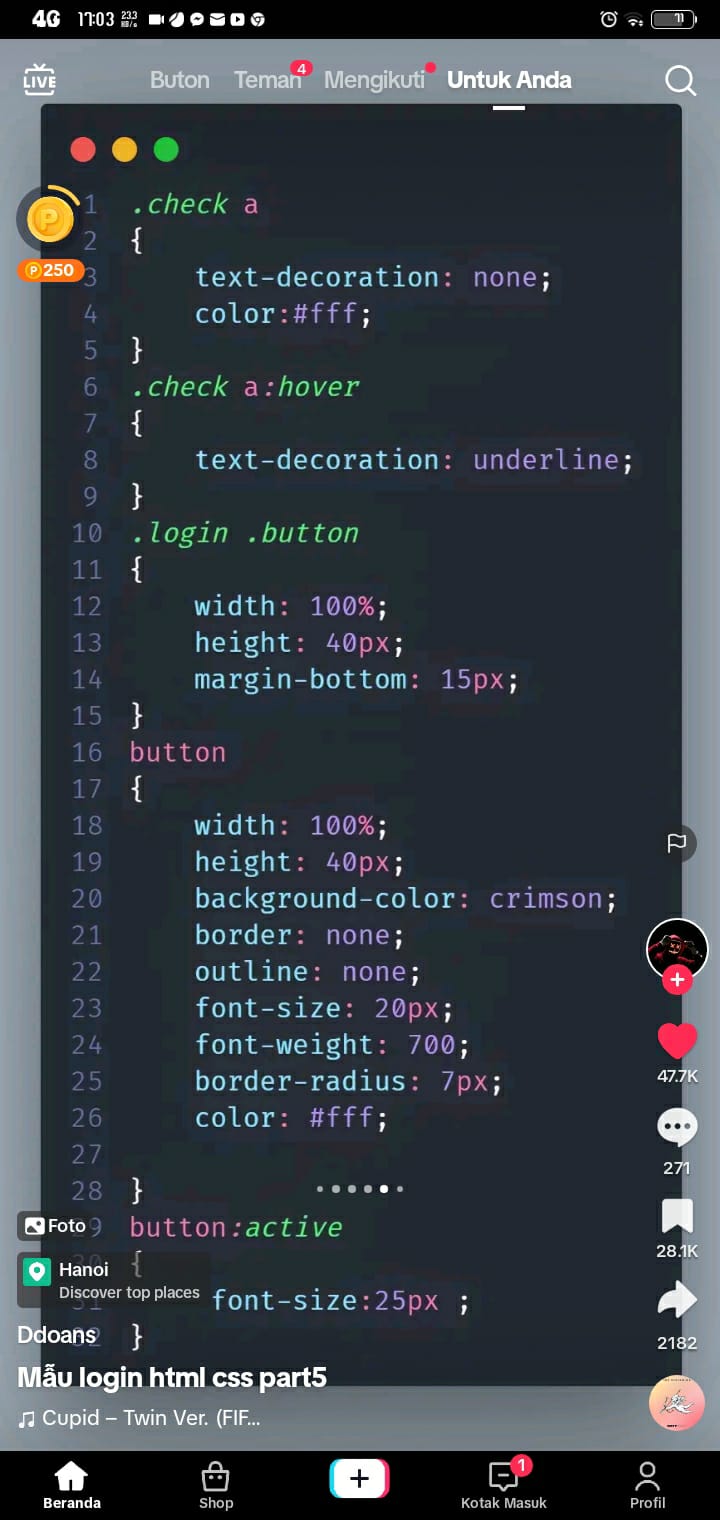 4G 17:03 23.3 KB/s 11
LIVE Buton Teman 4 Mengikuti Untuk Anda
1 .check a
2 {
3 text-decoration: none;
4 color:#fff;
5 }
6 .check a:hover
7 {
8 text-decoration: underline;
9 }
10 .login .button
11 {
12 width: 100%;
13 height: 40px;
14 margin-bottom: 15px;
15 }
16 button
17 {
18 width: 100%;
19 height: 40px;
20 background-color: crimson;
21 border: none;
22 outline: none;
23 font-size: 20px;
24 font-weight: 700;
25 border-radius: 7px;
26 color: #fff;
27
28 }
29 button:active
30 {
31 font-size:25px ;
32 }
P
P 250
47.7K
271
28.1K
2182
Foto
Hanoi
Discover top places
Ddoans
Mẫu login html css part5
Cupid – Twin Ver. (FIF...
Beranda Shop Kotak Masuk 1 Profil